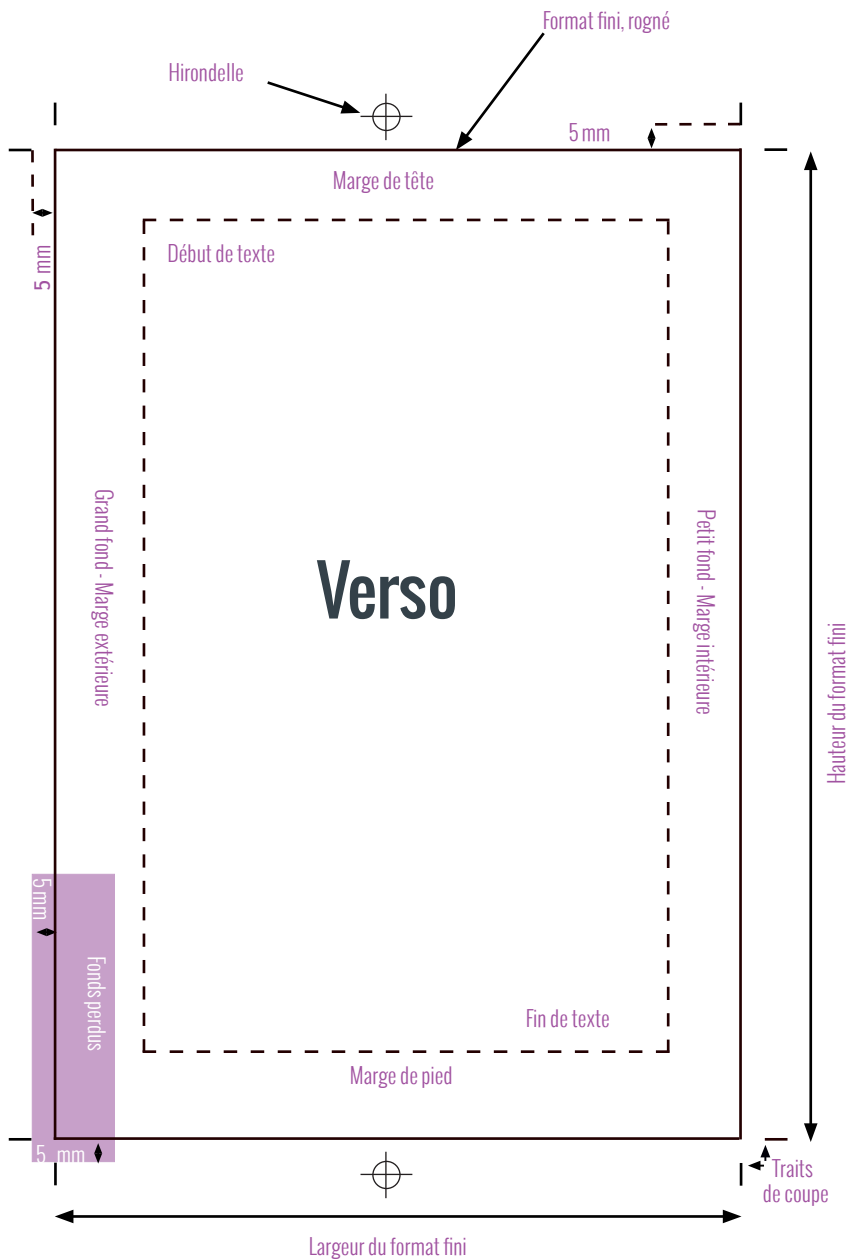 Format fini, rogné
Hirondelle
5 mm
Marge de tête
Début de texte
5 mm
Grand fond - Marge extérieure
Petit fond - Marge intérieure
Verso
Hauteur du format fini
5 mm
Fonds perdus
Fin de texte
Marge de pied
5 mm
Traits
de coupe
Largeur du format fini